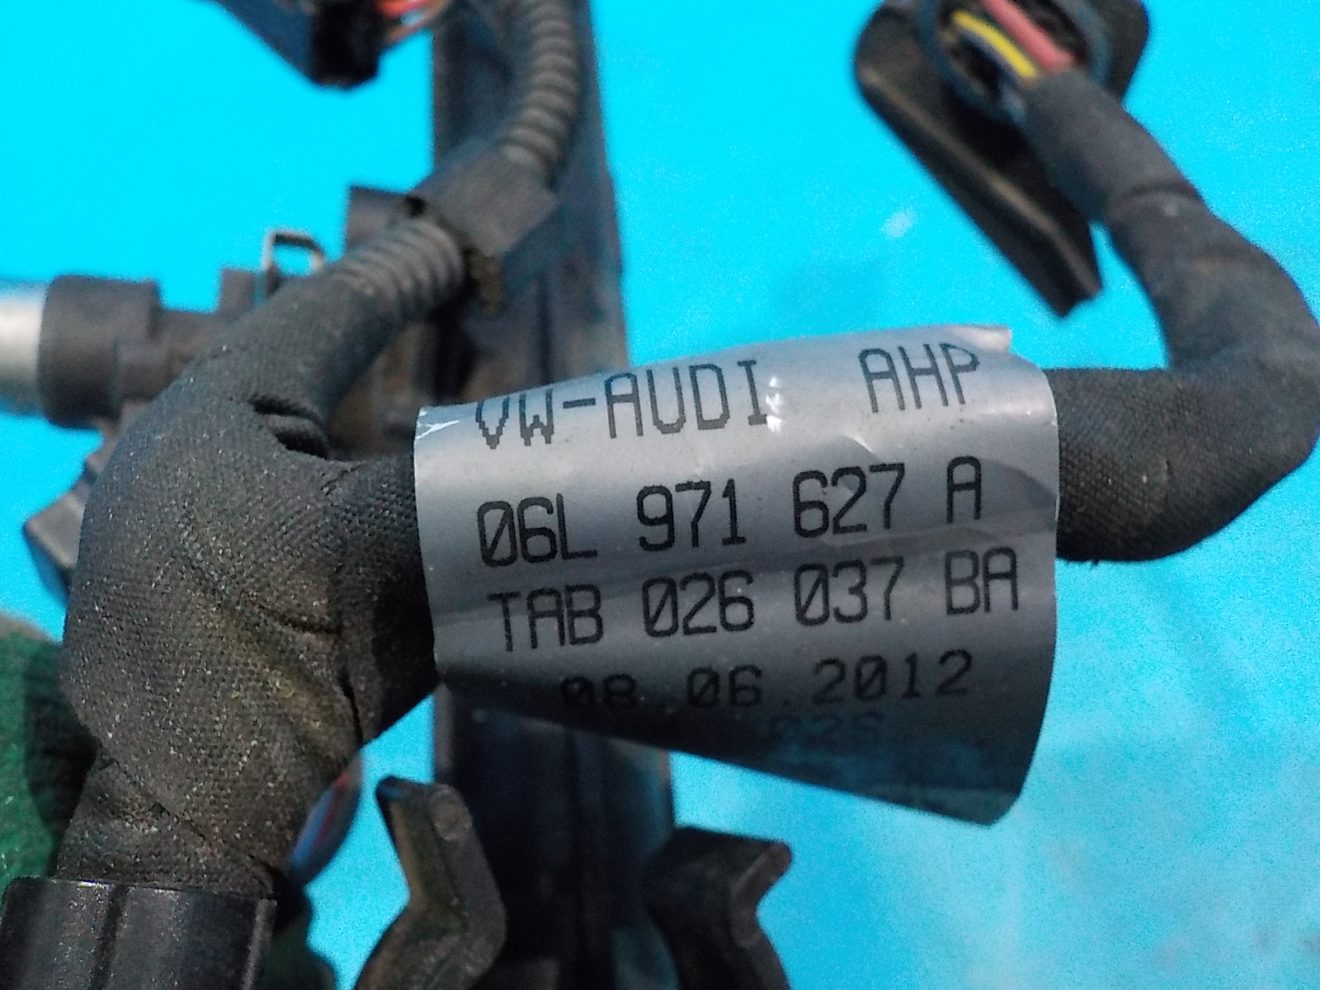 VW-AUDI AHP
06L 971 627 A
TAB 026 037 BA
08.06.2012